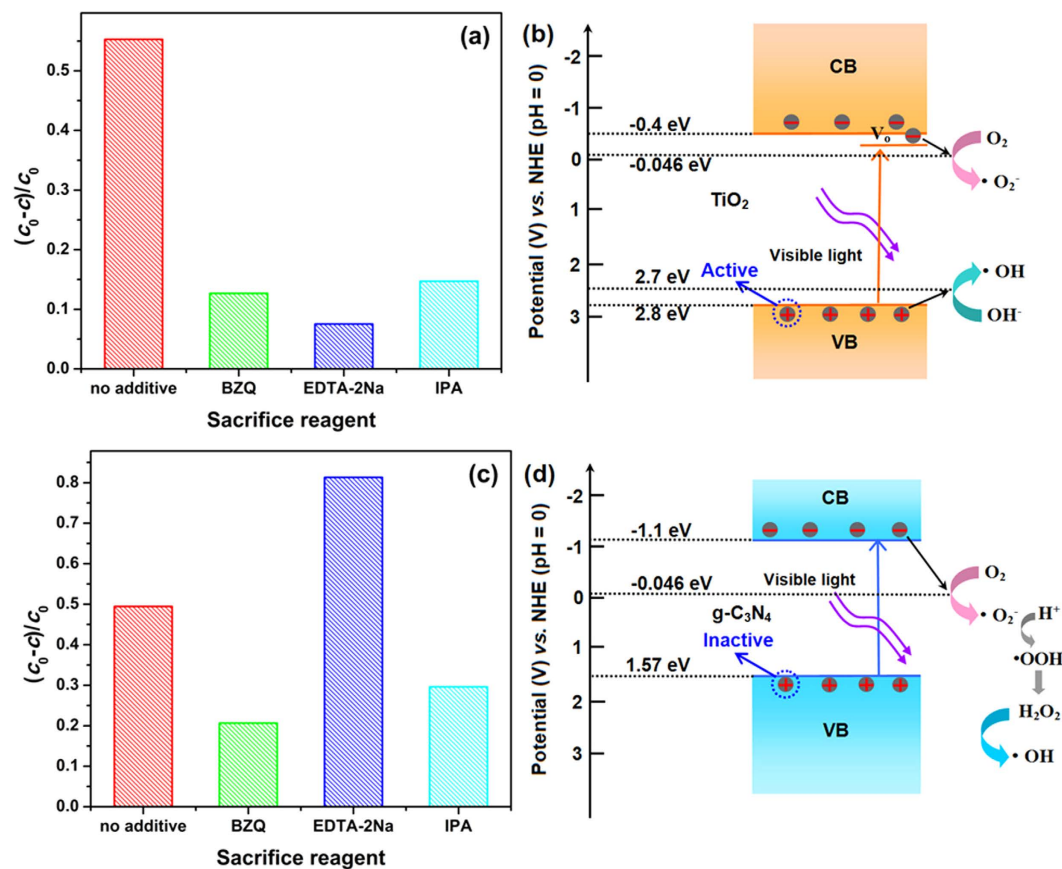 (a)
(c₀-c)/c₀
0.5
0.4
0.3
0.2
0.1
0.0
no additive BZQ EDTA-2Na IPA
Sacrifice reagent
(b)
Potential (V) vs. NHE (pH = 0)
-2
-1
0
1
2
3
CB
-0.4 eV
Vₒ
-0.046 eV
O₂
• O₂⁻
TiO₂
Visible light
Active
2.7 eV
2.8 eV
• OH
OH⁻
VB
(c)
(c₀-c)/c₀
0.8
0.7
0.6
0.5
0.4
0.3
0.2
0.1
0.0
no additive BZQ EDTA-2Na IPA
Sacrifice reagent
(d)
Potential (V) vs. NHE (pH = 0)
-2
-1
0
1
2
3
CB
-1.1 eV
Visible light
-0.046 eV
O₂
• O₂⁻
H⁺
g-C₃N₄
Inactive
•OOH
1.57 eV
H₂O₂
VB
• OH